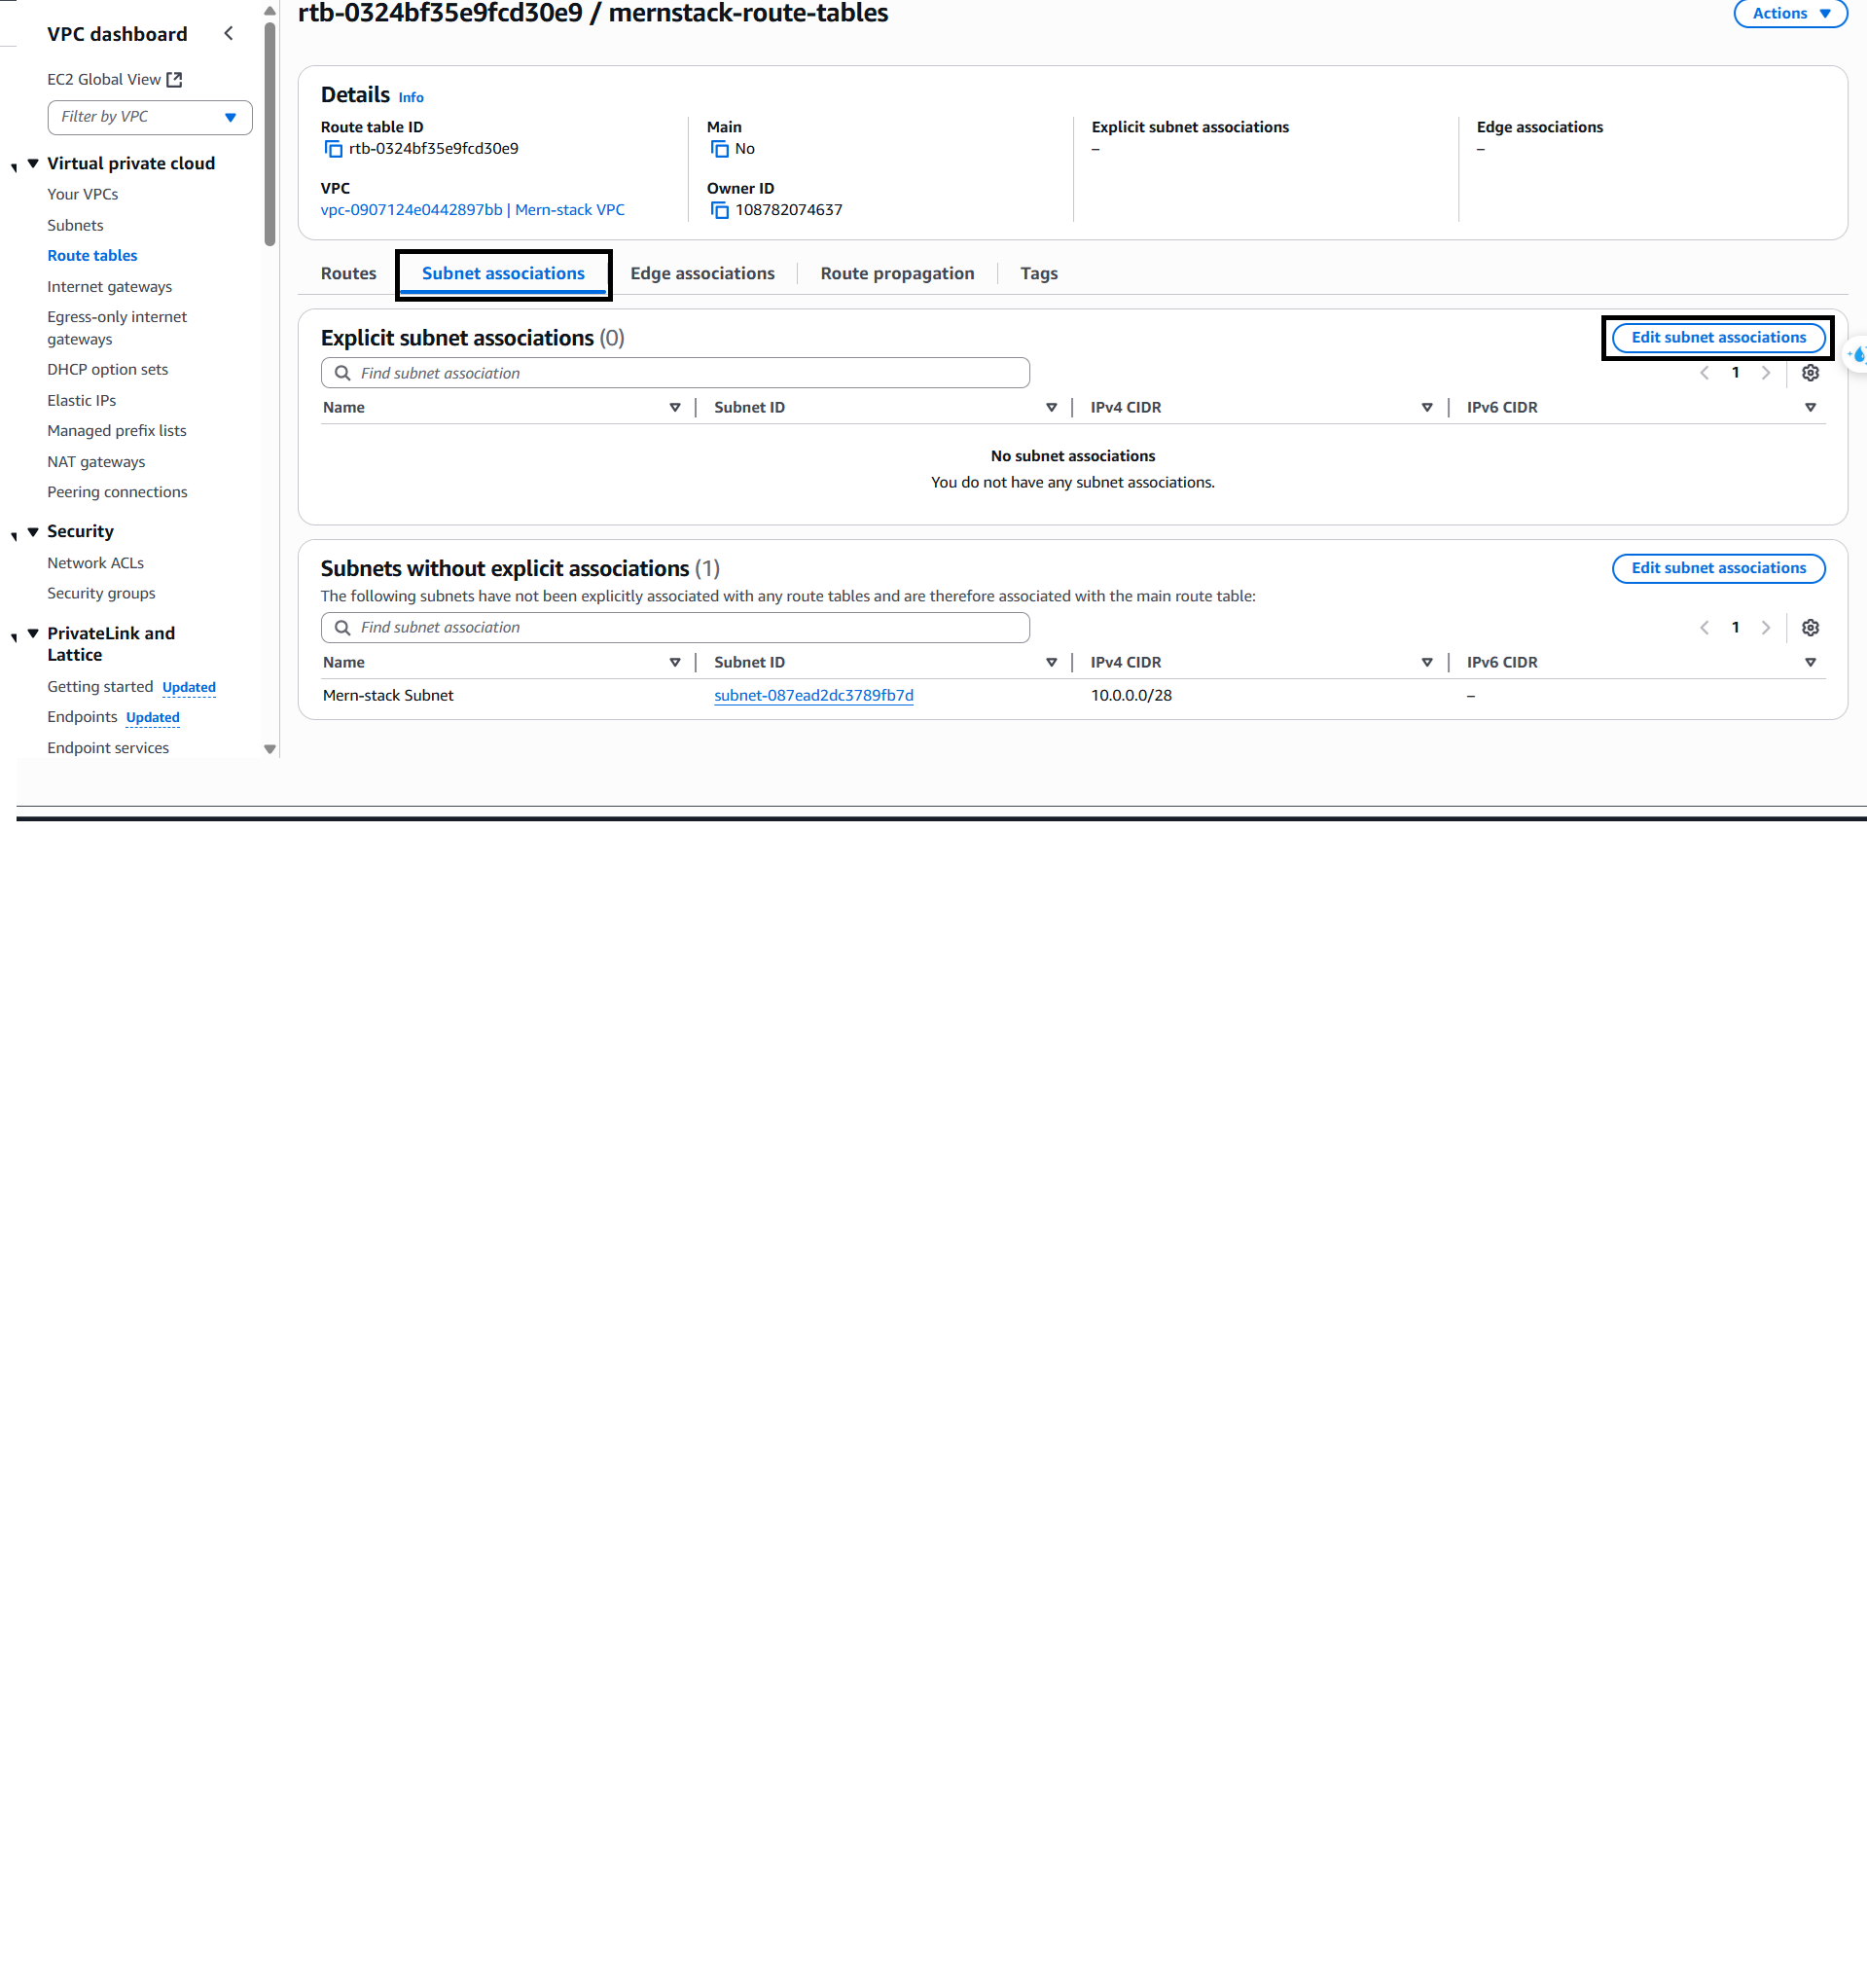 rtb-0324bf35e9fcd30e9 / mernstack-route-tables
Actions
VPC dashboard
EC2 Global View
Filter by VPC
Virtual private cloud
Your VPCs
Subnets
Route tables
Internet gateways
Egress-only internet
gateways
DHCP option sets
Elastic IPs
Managed prefix lists
NAT gateways
Peering connections
Security
Network ACLs
Security groups
PrivateLink and
Lattice
Getting started Updated
Endpoints Updated
Endpoint services
Details Info
Route table ID
rtb-0324bf35e9fcd30e9
Main
No
Explicit subnet associations
–
Edge associations
–
VPC
vpc-0907124e0442897bb | Mern-stack VPC
Owner ID
108782074637
Routes Subnet associations Edge associations Route propagation Tags
Explicit subnet associations (0)
Edit subnet associations
Find subnet association
1
Name Subnet ID IPv4 CIDR IPv6 CIDR
No subnet associations
You do not have any subnet associations.
Subnets without explicit associations (1)
Edit subnet associations
The following subnets have not been explicitly associated with any route tables and are therefore associated with the main route table:
Find subnet association
1
Name Subnet ID IPv4 CIDR IPv6 CIDR
Mern-stack Subnet subnet-087ead2dc3789fb7d 10.0.0.0/28 –